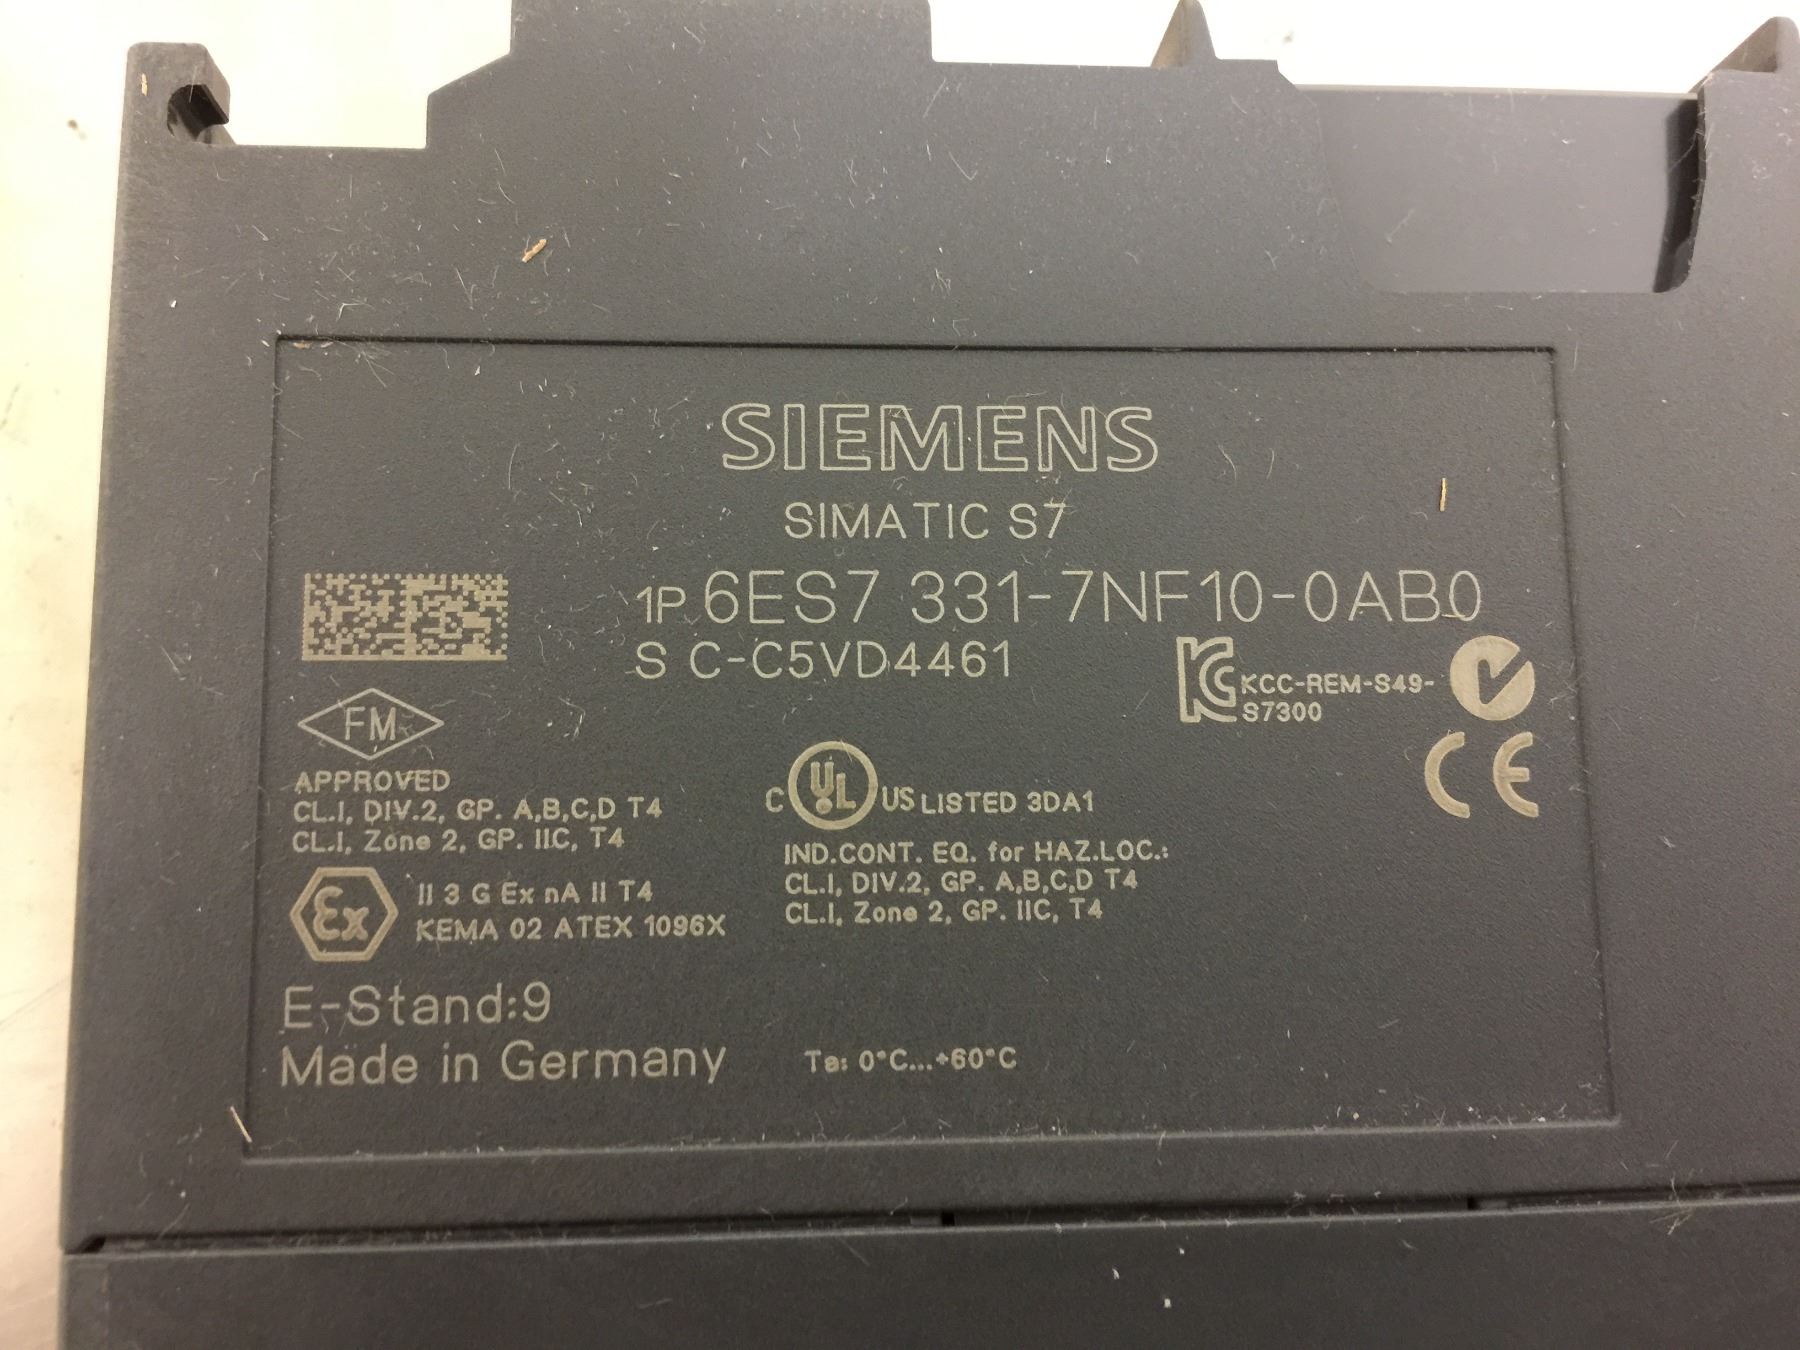 SIEMENS
SIMATIC S7
1P 6ES7 331-7NF10-0AB0
S C-C5VD4461
KCC-REM-S49-
S7300
FM
APPROVED
CL.I, DIV.2, GP. A,B,C,D T4
CL.I, Zone 2, GP. IIC, T4
C UL US LISTED 3DA1
IND.CONT. EQ. for HAZ.LOC.:
CL.I, DIV.2, GP. A,B,C,D T4
CL.I, Zone 2, GP. IIC, T4
CE
Ex
II 3 G Ex nA II T4
KEMA 02 ATEX 1096X
E-Stand:9
Made in Germany
Ta: 0°C...+60°C